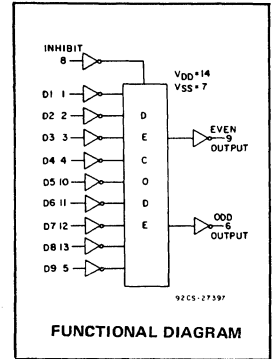 INHIBIT
8
VDD=14
VSS=7
D1 1
D2 2
D3 3
D4 4
D5 10
D6 11
D7 12
D8 13
D9 5
D
E
C
O
D
E
EVEN
9
OUTPUT
ODD
6
OUTPUT
92CS-27397
FUNCTIONAL DIAGRAM